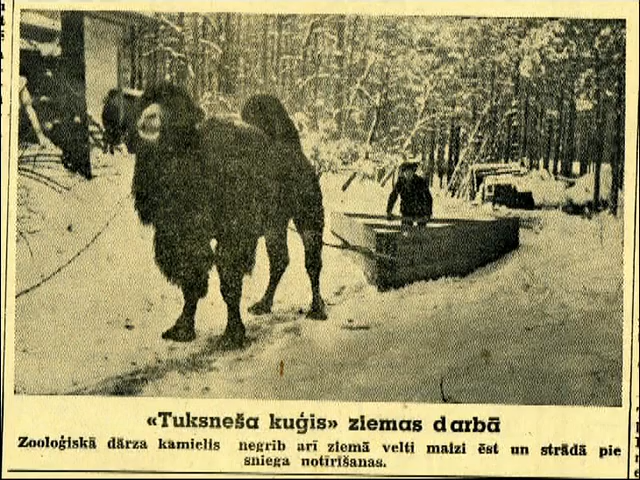 «Tuksneša kuģis» ziemas darbā
Zooloģiskā dārza kamielis negrib arī ziemā velti maizi ēst un strādā pie
sniega notīrīšanas.